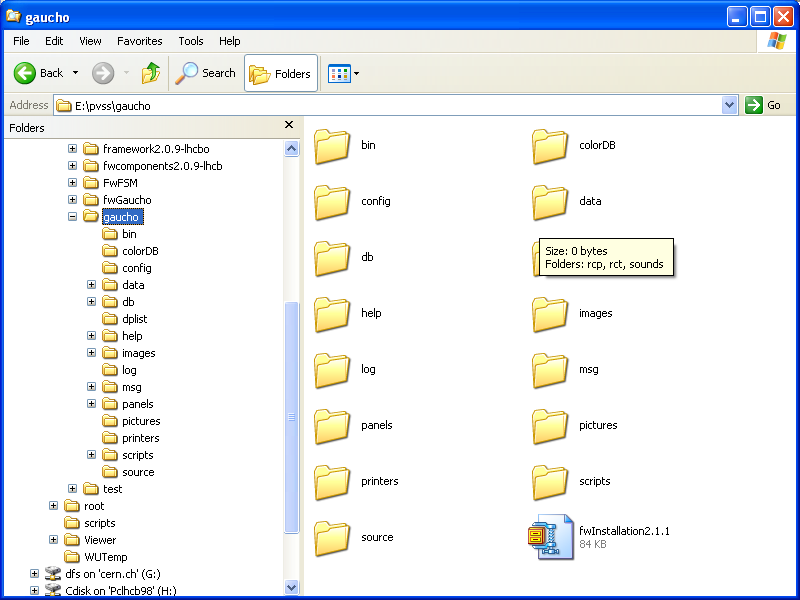 gaucho
File Edit View Favorites Tools Help
Back Search Folders
Address E:\pvss\gaucho Go
Folders
framework2.0.9-lhcbo
fwcomponents2.0.9-lhcb
FwFSM
fwGaucho
gaucho
bin
colorDB
config
data
db
dplist
help
images
log
msg
panels
pictures
printers
scripts
source
test
root
scripts
Viewer
WUTemp
dfs on 'cern.ch' (G:)
Cdisk on 'Pclhcb98' (H:)
bin colorDB
config data
db
Size: 0 bytes
Folders: rcp, rct, sounds
help images
log msg
panels pictures
printers scripts
source fwInstallation2.1.1
84 KB